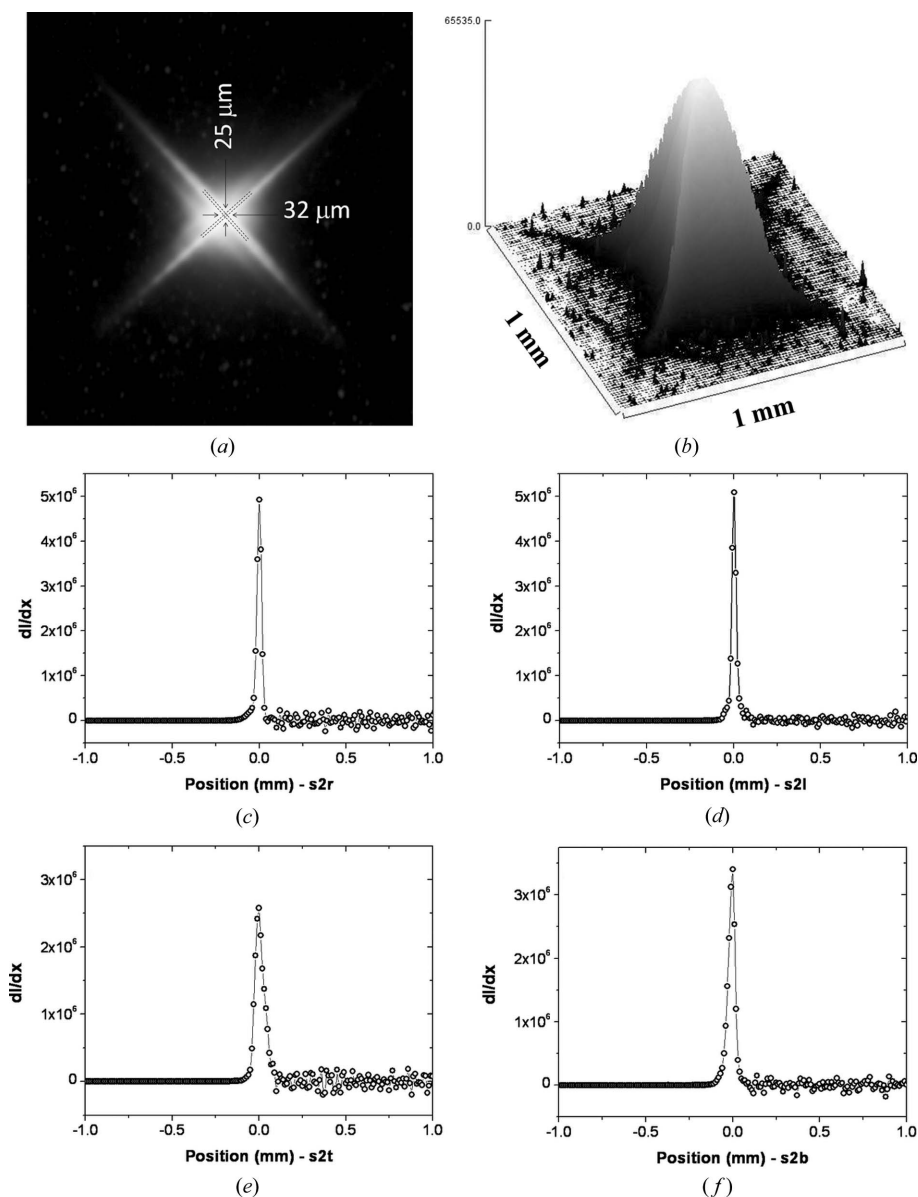 65535.0
25 μm
32 μm
0.0
1 mm
1 mm
(a)
(b)
5x10⁶
4x10⁶
3x10⁶
2x10⁶
1x10⁶
0
dI/dx
-1.0
-0.5
0.0
0.5
1.0
Position (mm) - s2r
(c)
5x10⁶
4x10⁶
3x10⁶
2x10⁶
1x10⁶
0
dI/dx
-1.0
-0.5
0.0
0.5
1.0
Position (mm) - s2l
(d)
3x10⁶
2x10⁶
1x10⁶
0
dI/dx
-1.0
-0.5
0.0
0.5
1.0
Position (mm) - s2t
(e)
3x10⁶
2x10⁶
1x10⁶
0
dI/dx
-1.0
-0.5
0.0
0.5
1.0
Position (mm) - s2b
(f)